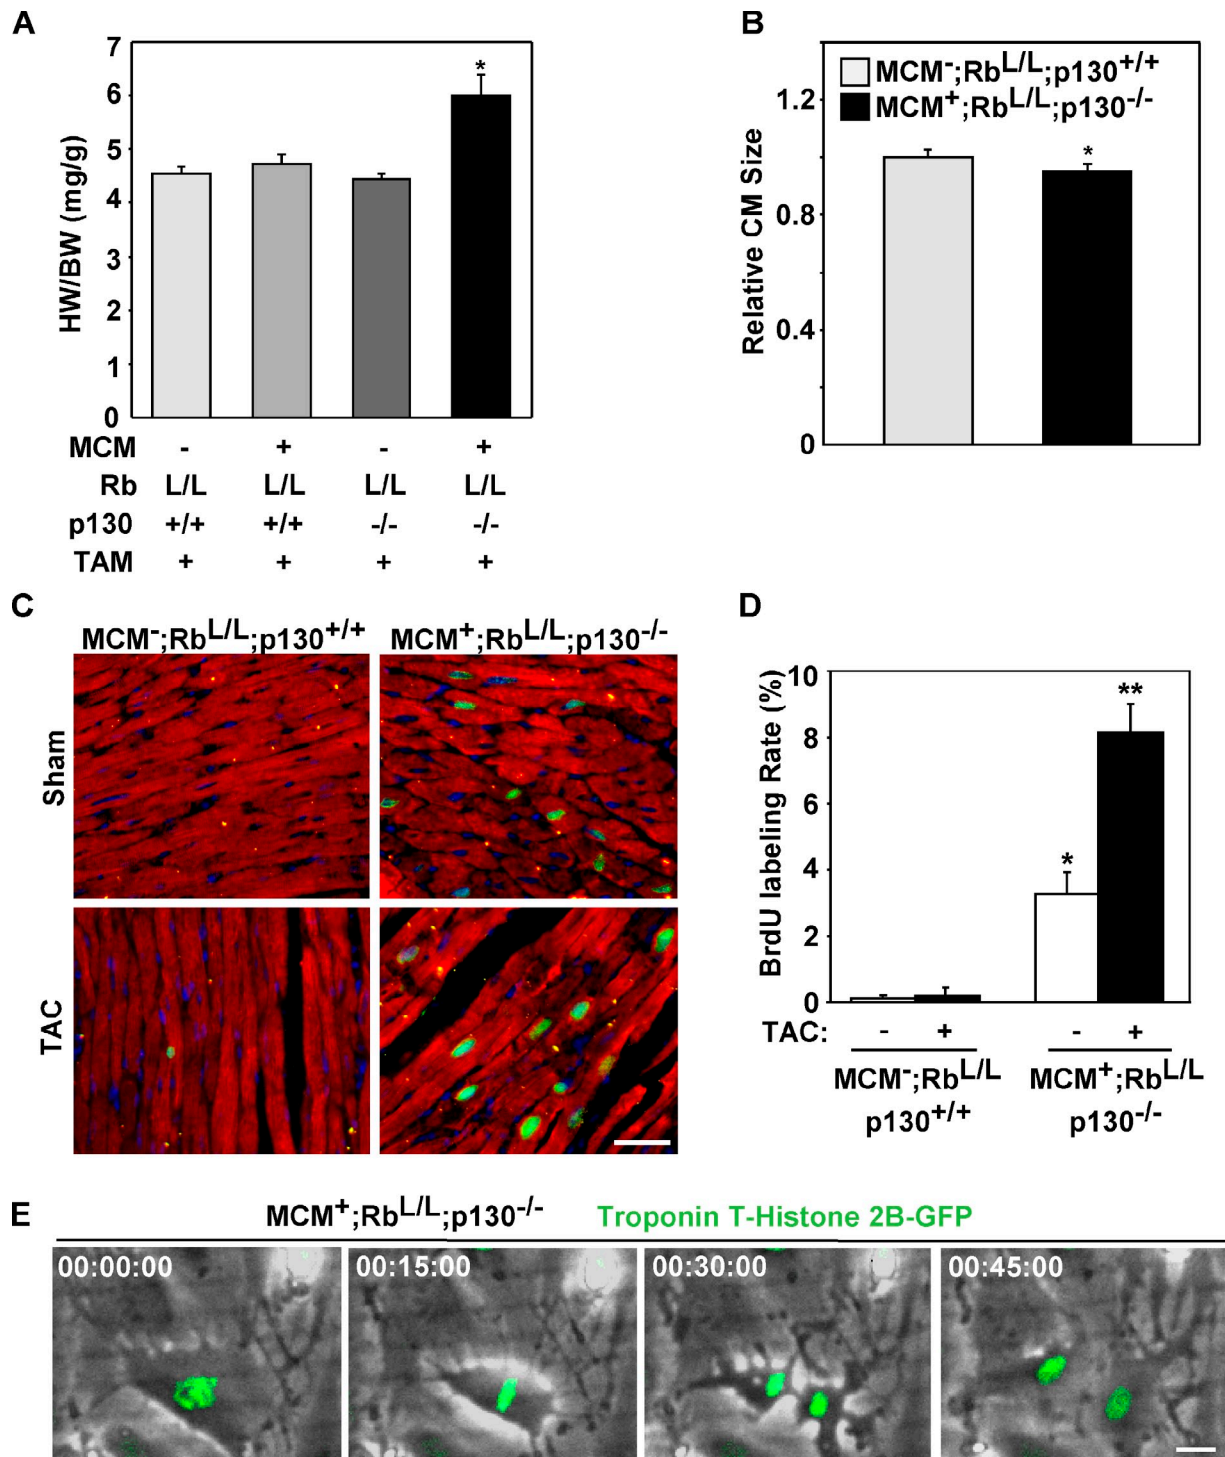 A
7
6
5
4
3
2
1
0
HW/BW (mg/g)
*
MCM - + - +
Rb L/L L/L L/L L/L
p130 +/+ +/+ -/- -/-
TAM + + + +
B
MCM-;RbL/L;p130+/+
MCM+;RbL/L;p130-/-
1.2
0.8
0.4
0
Relative CM Size
*
C
MCM-;RbL/L;p130+/+ MCM+;RbL/L;p130-/-
Sham
TAC
D
10
8
6
4
2
0
BrdU labeling Rate (%)
*
**
TAC: - + - +
MCM-;RbL/L MCM+;RbL/L
p130+/+ p130-/-
E
MCM+;RbL/L;p130-/- Troponin T-Histone 2B-GFP
00:00:00 00:15:00 00:30:00 00:45:00